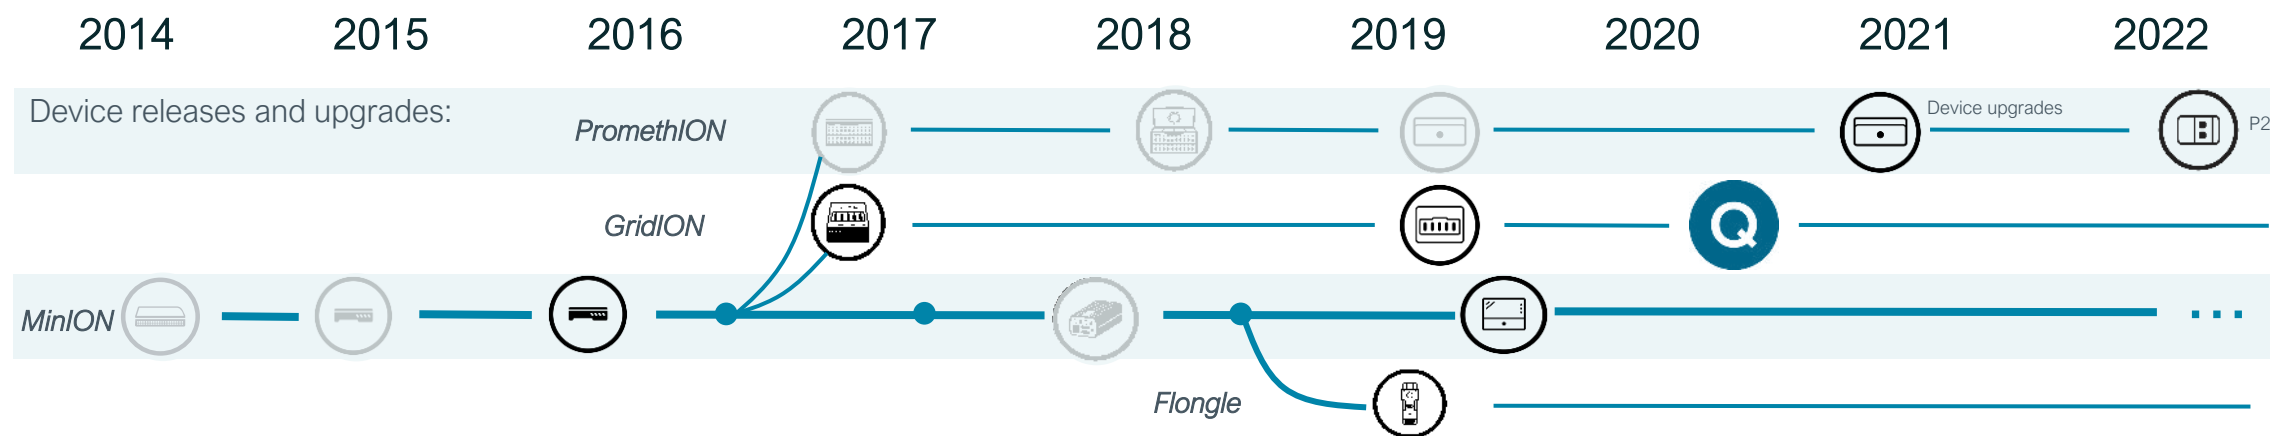 2014 2015 2016 2017 2018 2019 2020 2021 2022
Device releases and upgrades:
PromethION
Device upgrades
P2
GridION
Q
MinION
...
Flongle